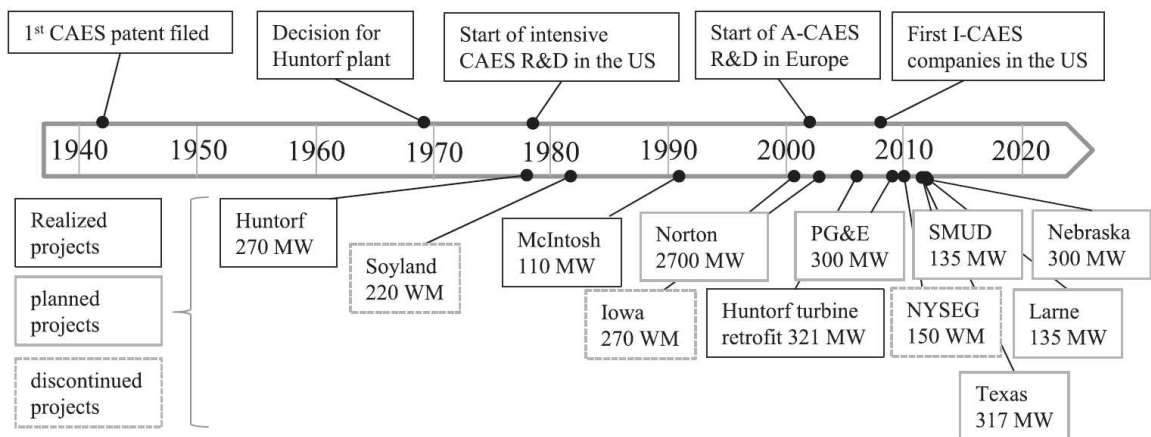 1st CAES patent filed
Decision for
Huntorf plant
Start of intensive
CAES R&D in the US
Start of A-CAES
R&D in Europe
First I-CAES
companies in the US
1940 1950 1960 1970 1980 1990 2000 2010 2020
Realized
projects
planned
projects
discontinued
projects
Huntorf
270 MW
Soyland
220 WM
McIntosh
110 MW
Norton
2700 MW
Iowa
270 WM
PG&E
300 MW
Huntorf turbine
retrofit 321 MW
SMUD
135 MW
NYSEG
150 WM
Nebraska
300 MW
Larne
135 MW
Texas
317 MW